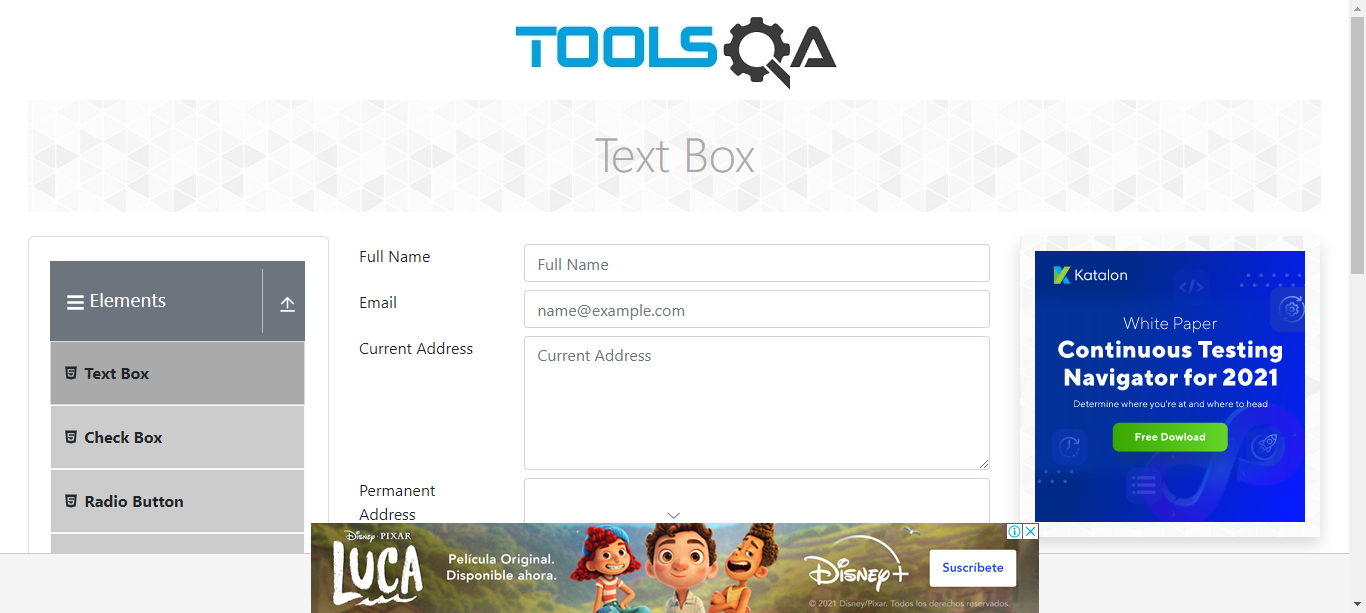 TOOLSQA
Text Box
Elements
Text Box
Check Box
Radio Button
Full Name
Full Name
Email
name@example.com
Current Address
Current Address
Permanent
Address
Katalon
White Paper
Continuous Testing
Navigator for 2021
Determine where you're at and where to head
Free Dowload
Disney · PIXAR
LUCA
Película Original.
Disponible ahora.
Disney+
Suscríbete
© 2021 Disney/Pixar. Todos los derechos reservados.